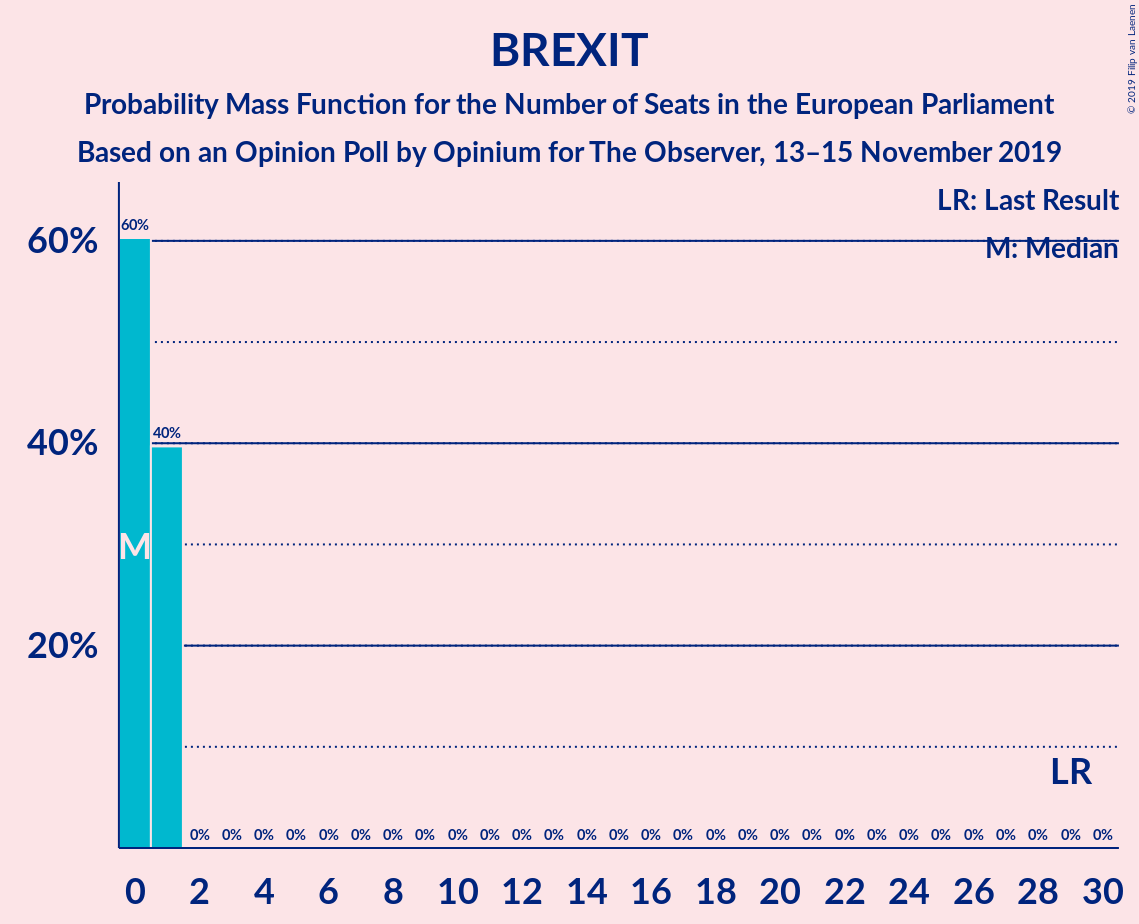 BREXIT
Probability Mass Function for the Number of Seats in the European Parliament
Based on an Opinion Poll by Opinium for The Observer, 13–15 November 2019
© 2019 Filip van Laenen
LR: Last Result
M: Median
60%
40%
20%
60%
40%
M
LR
0% 0% 0% 0% 0% 0% 0% 0% 0% 0% 0% 0% 0% 0% 0% 0% 0% 0% 0% 0% 0% 0% 0% 0% 0% 0% 0% 0% 0%
0 2 4 6 8 10 12 14 16 18 20 22 24 26 28 30